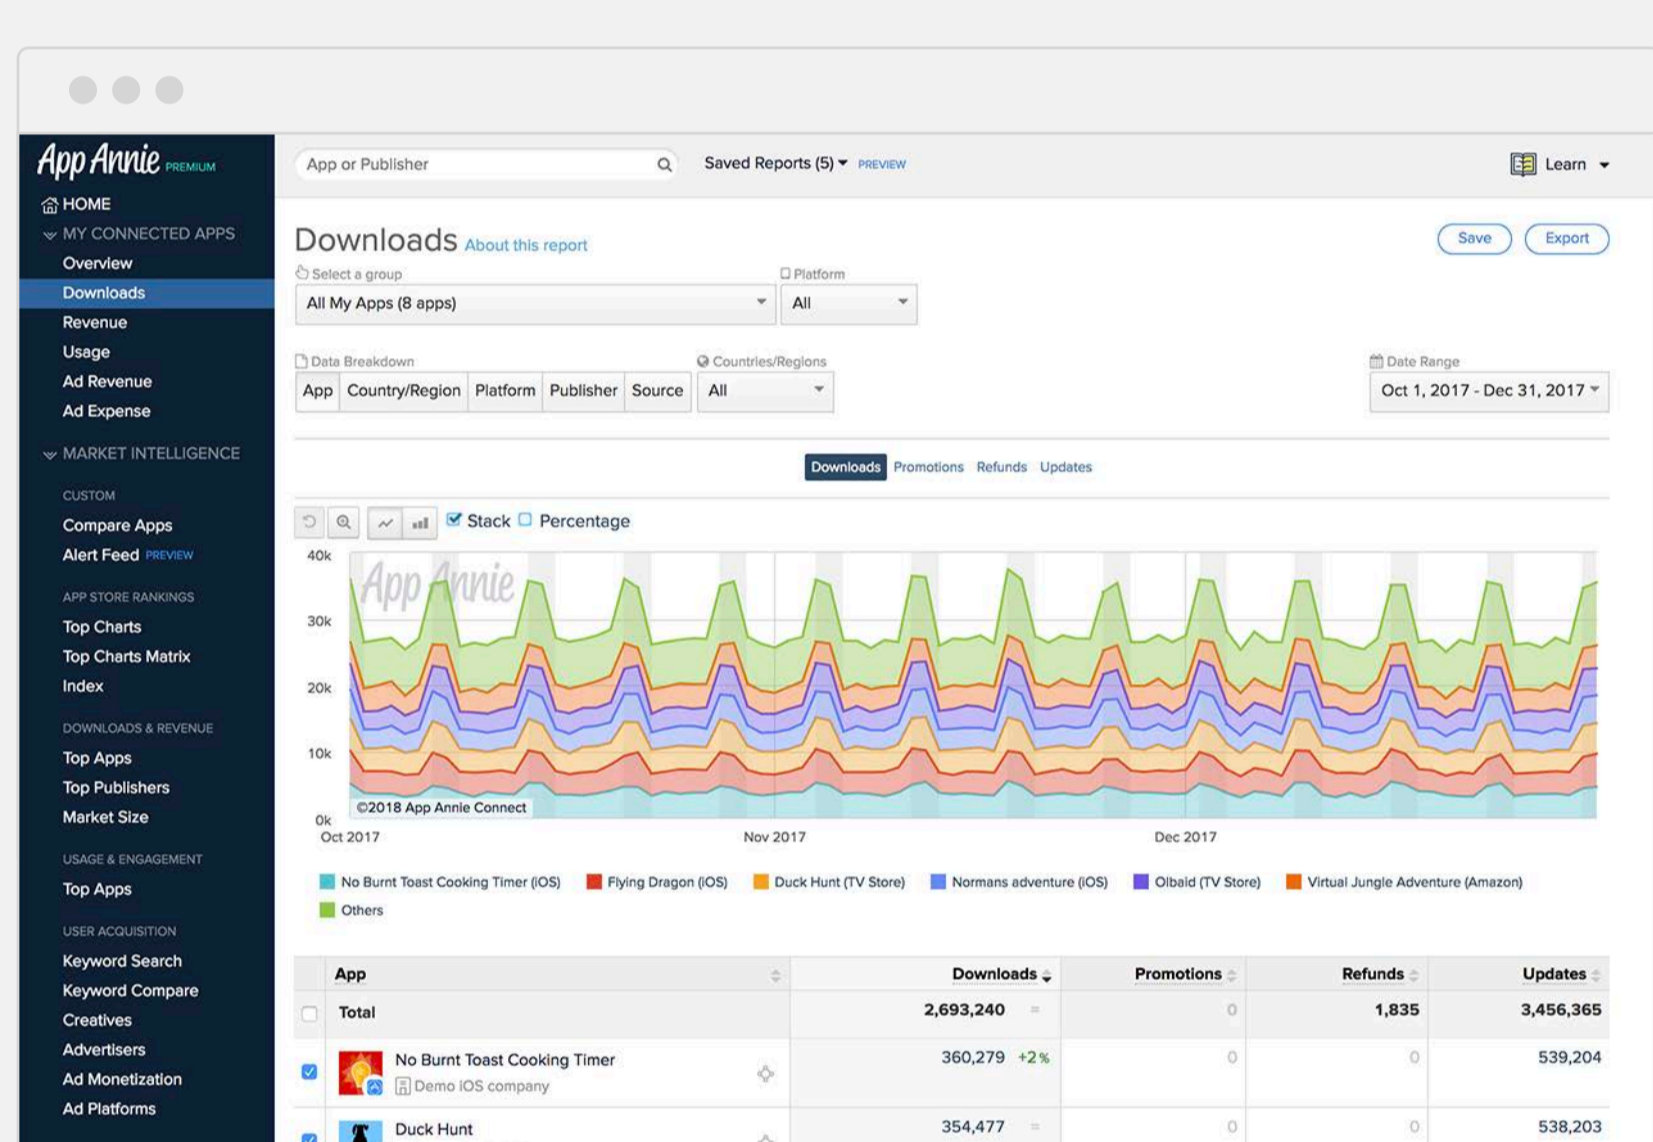 App Annie PREMIUM
HOME
MY CONNECTED APPS
Overview
Downloads
Revenue
Usage
Ad Revenue
Ad Expense
MARKET INTELLIGENCE
CUSTOM
Compare Apps
Alert Feed PREVIEW
APP STORE RANKINGS
Top Charts
Top Charts Matrix
Index
DOWNLOADS & REVENUE
Top Apps
Top Publishers
Market Size
USAGE & ENGAGEMENT
Top Apps
USER ACQUISITION
Keyword Search
Keyword Compare
Creatives
Advertisers
Ad Monetization
Ad Platforms
App or Publisher
Saved Reports (5) PREVIEW
Learn
Downloads About this report
Save Export
Select a group Platform
All My Apps (8 apps) All
Data Breakdown Countries/Regions Date Range
App Country/Region Platform Publisher Source All Oct 1, 2017 - Dec 31, 2017
Downloads Promotions Refunds Updates
Stack Percentage
40k
App Annie
30k
20k
10k
©2018 App Annie Connect
0k
Oct 2017 Nov 2017 Dec 2017
No Burnt Toast Cooking Timer (iOS) Flying Dragon (iOS) Duck Hunt (TV Store) Normans adventure (iOS) Olbaid (TV Store) Virtual Jungle Adventure (Amazon)
Others
App Downloads Promotions Refunds Updates
Total 2,693,240 = 0 1,835 3,456,365
No Burnt Toast Cooking Timer 360,279 +2% 0 0 539,204
Demo iOS company
Duck Hunt 354,477 = 0 0 538,203